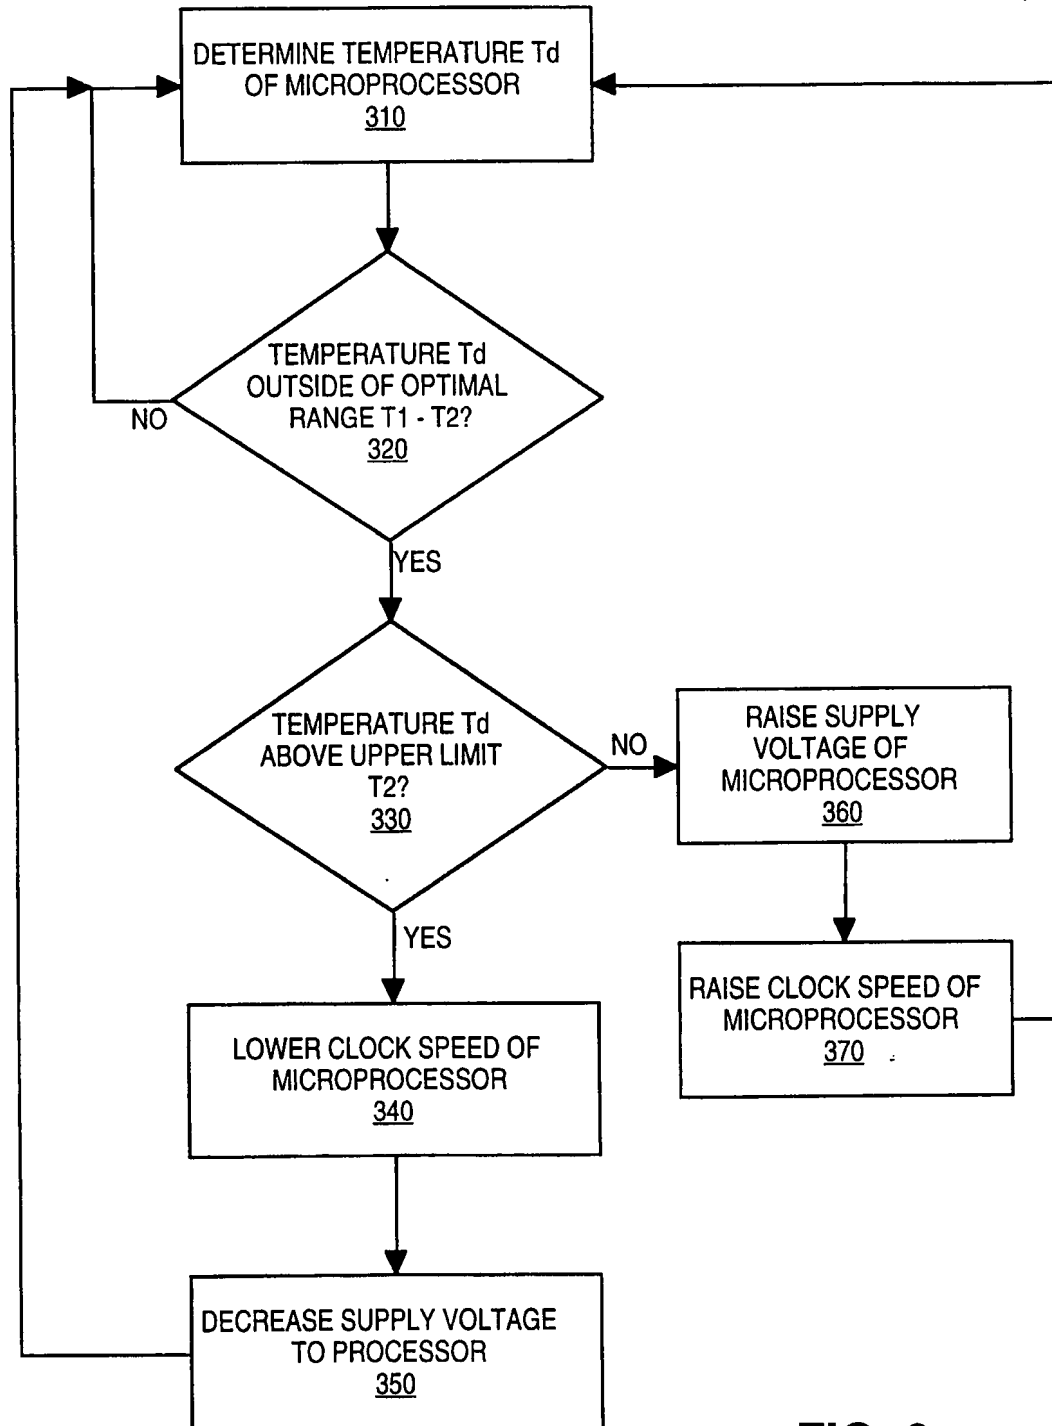 DETERMINE TEMPERATURE Td
OF MICROPROCESSOR
310
TEMPERATURE Td
OUTSIDE OF OPTIMAL
RANGE T1 - T2?
320
NO
YES
TEMPERATURE Td
ABOVE UPPER LIMIT
T2?
330
NO
RAISE SUPPLY
VOLTAGE OF
MICROPROCESSOR
360
YES
RAISE CLOCK SPEED OF
MICROPROCESSOR
370
LOWER CLOCK SPEED OF
MICROPROCESSOR
340
DECREASE SUPPLY VOLTAGE
TO PROCESSOR
350